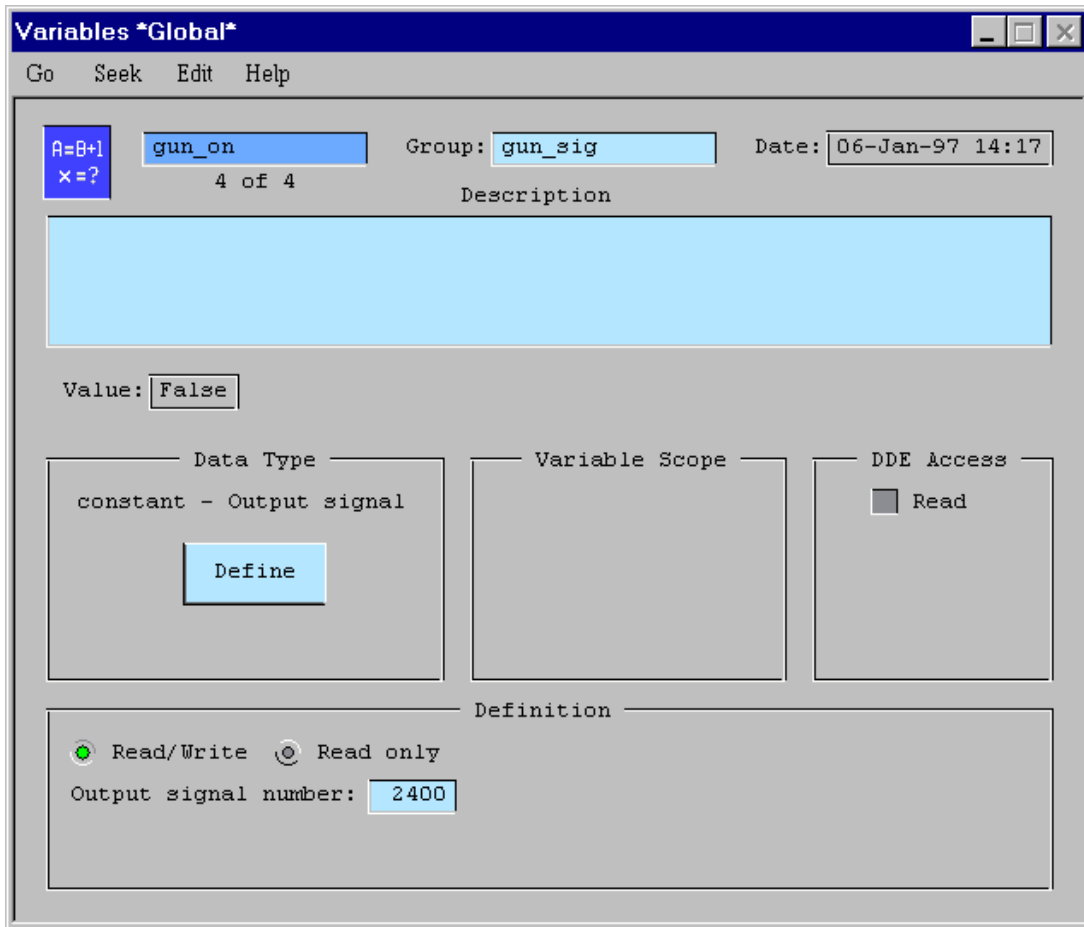 Variables *Global*
Go Seek Edit Help
A=B+1
x=?
gun_on Group: gun_sig Date: 06-Jan-97 14:17
4 of 4
Description
Value: False
Data Type Variable Scope DDE Access
constant - Output signal Read
Define
Definition
Read/Write Read only
Output signal number: 2400